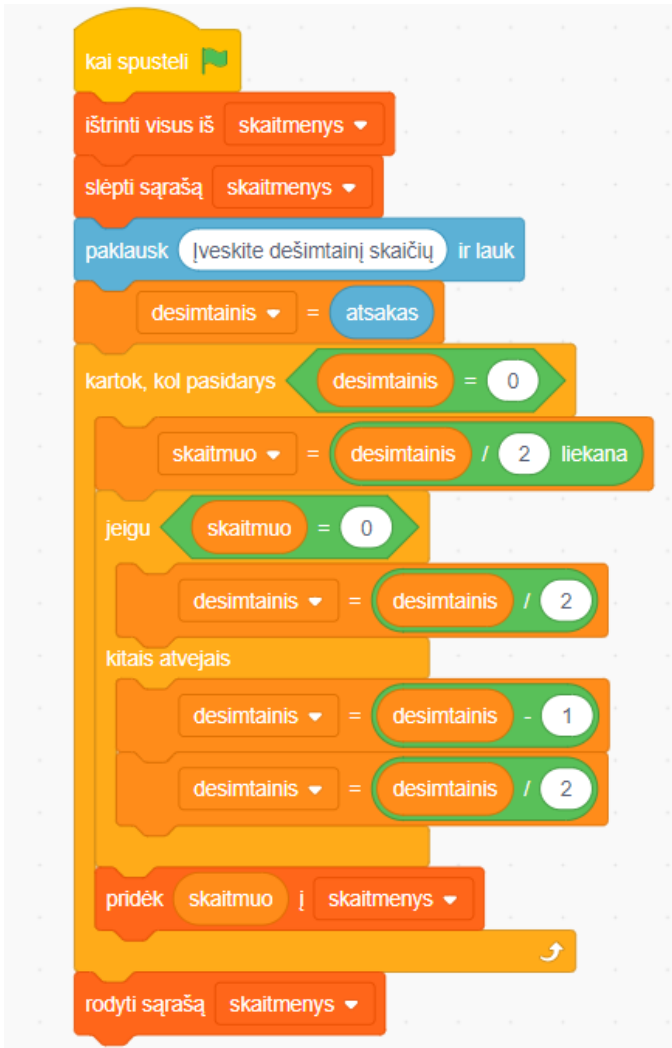 kai spusteli
ištrinti visus iš skaitmenys
slėpti sąrašą skaitmenys
paklausk Įveskite dešimtainį skaičių ir lauk
desimtainis = atsakas
kartok, kol pasidarys desimtainis = 0
skaitmuo = desimtainis / 2 liekana
jeigu skaitmuo = 0
desimtainis = desimtainis / 2
kitais atvejais
desimtainis = desimtainis - 1
desimtainis = desimtainis / 2
pridėk skaitmuo į skaitmenys
rodyti sąrašą skaitmenys